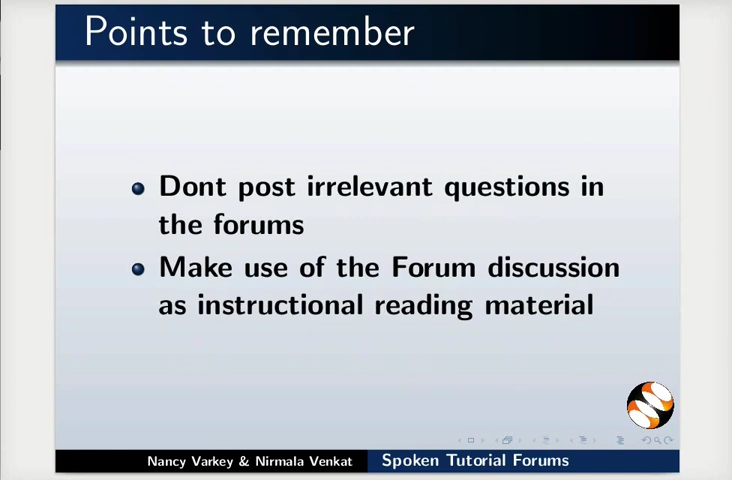 Points to remember
Dont post irrelevant questions in
the forums
Make use of the Forum discussion
as instructional reading material
Nancy Varkey & Nirmala Venkat
Spoken Tutorial Forums